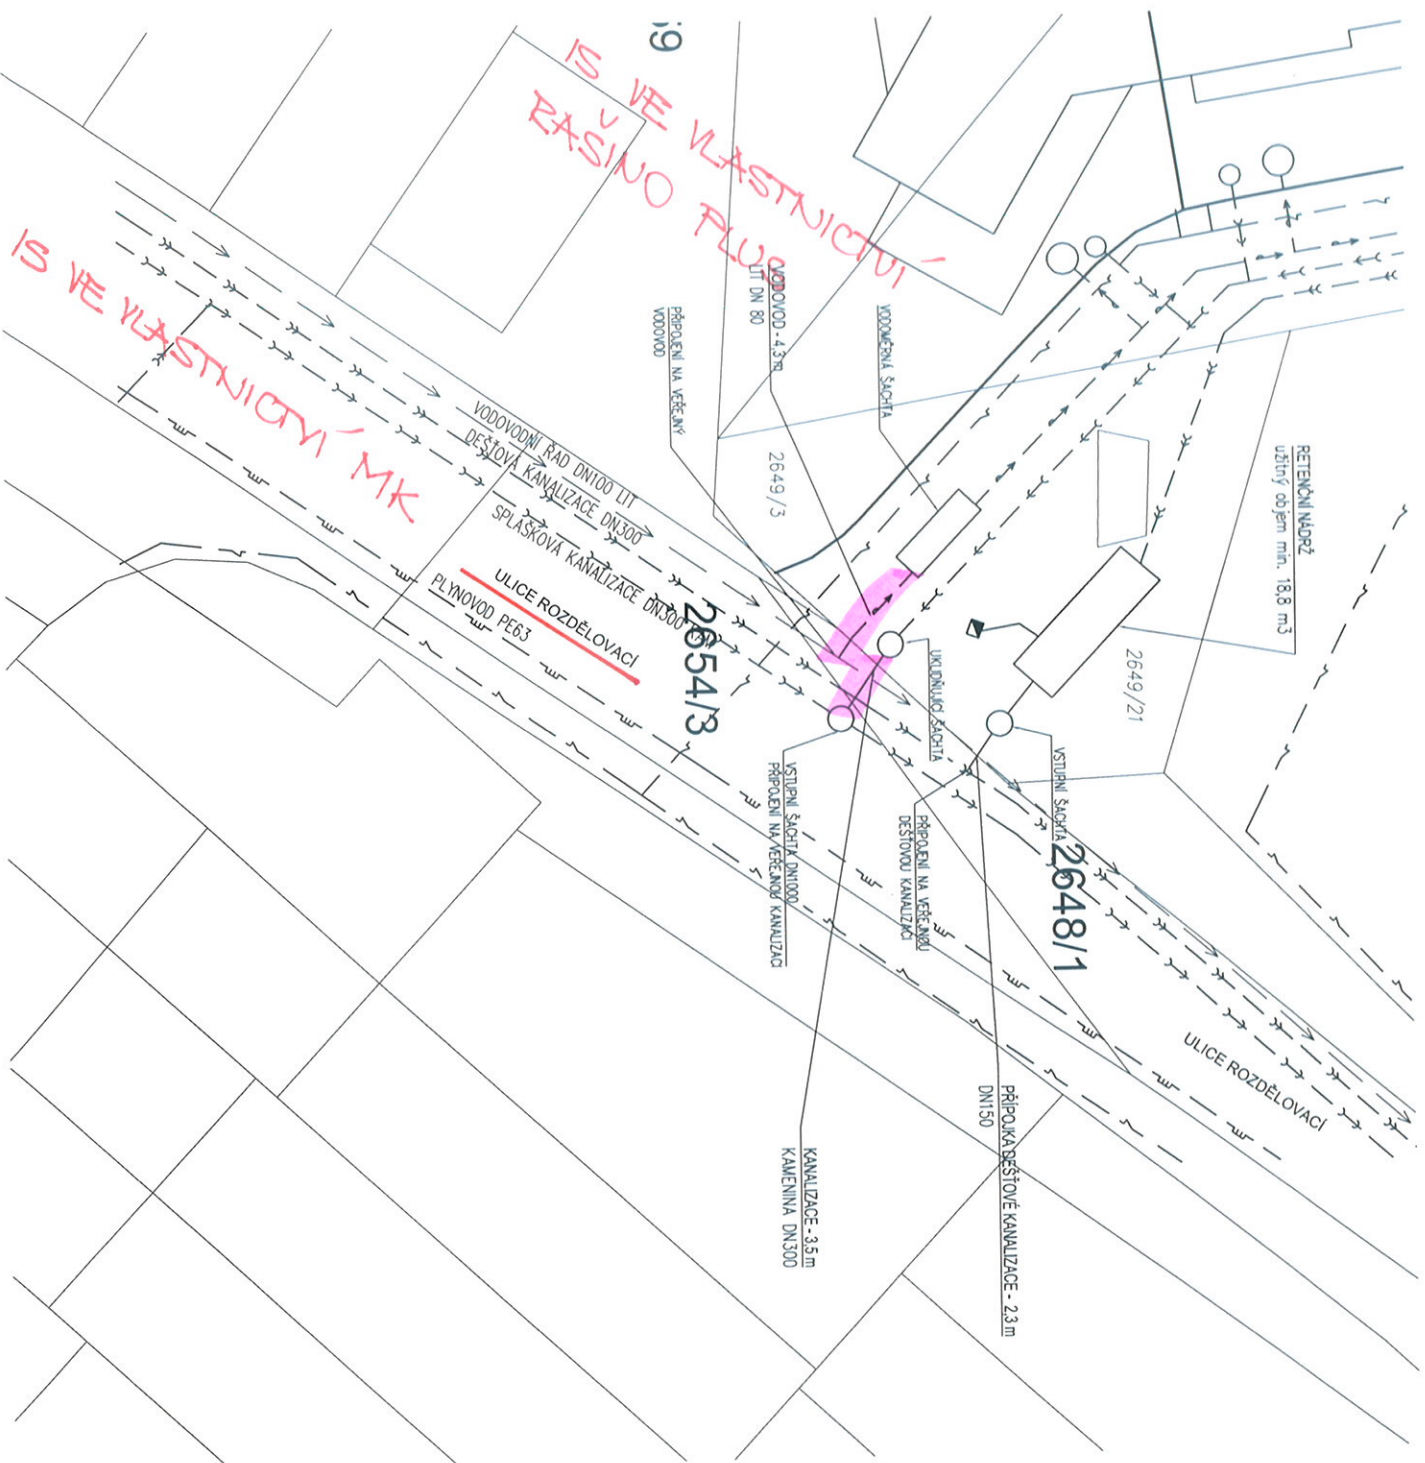 IS VE VLASTNICTVÍ
RAŠINO PLUS
IS VE VLASTNICTVÍ MK
VODOVOD - 4,3 m
LIT DN 80
PŘIPOJENÍ NA VEŘEJNÝ
VODOVOD
VODOMĚRNÁ ŠACHTA
2649/3
RETENČNÍ NÁDRŽ
užitný objem min. 18,8 m3
VODOVODNÍ ŘAD DN100 LIT
DEŠŤOVÁ KANALIZACE DN300
SPLAŠKOVÁ KANALIZACE DN300
ULICE ROZDĚLOVACÍ
PLYNOVOD PE63
2654/3
UKLIDŇUJÍCÍ ŠACHTA
2649/21
VSTUPNÍ ŠACHTA
VSTUPNÍ ŠACHTA DN1000
PŘIPOJENÍ NA VEŘEJNOU KANALIZACI
PŘIPOJENÍ NA VEŘEJNOU
DEŠŤOVOU KANALIZACI
2648/1
ULICE ROZDĚLOVACÍ
PŘÍPOJKA DEŠŤOVÉ KANALIZACE - 2,3 m
DN150
KANALIZACE - 3,5 m
KAMENINA DN300